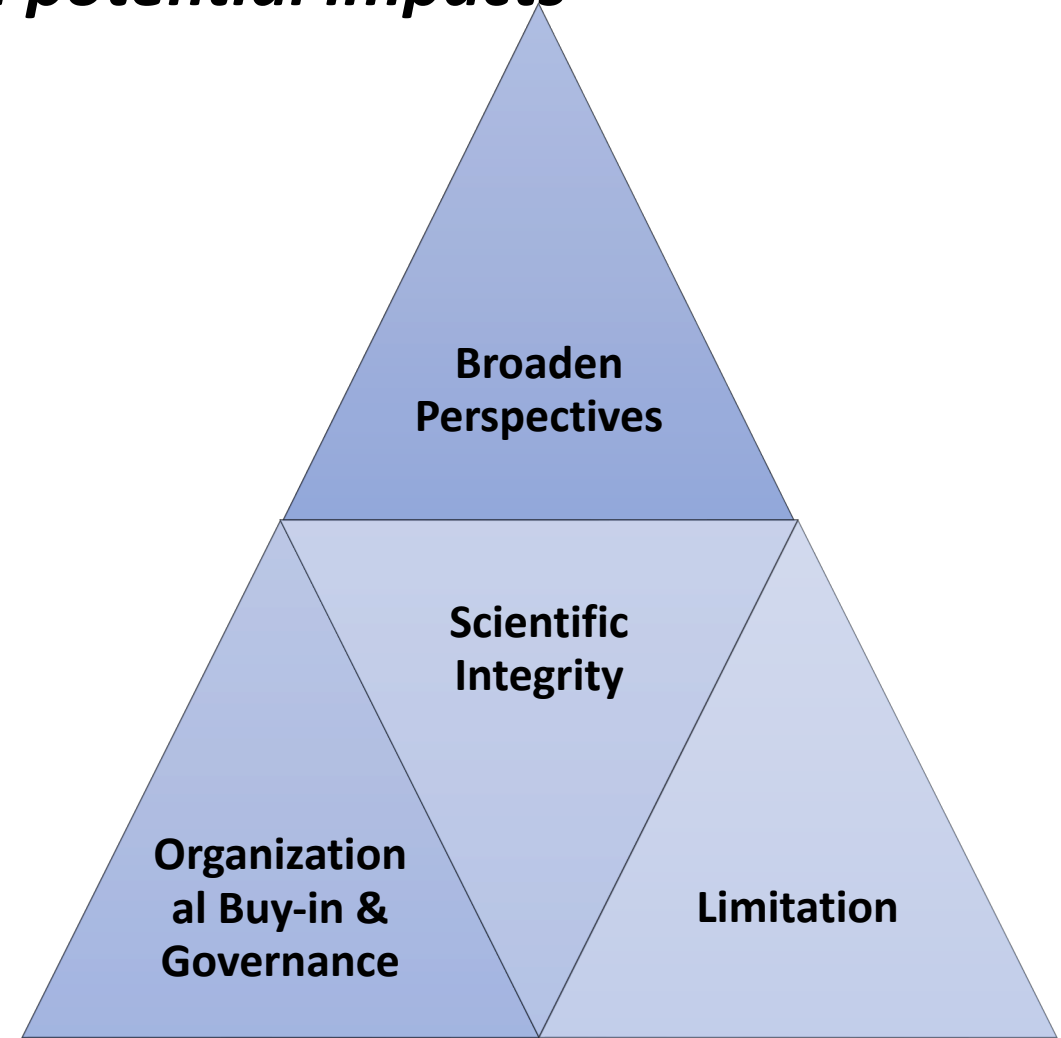 potential impacts
Broaden
Perspectives
Scientific
Integrity
Organization
al Buy-in &
Governance
Limitation